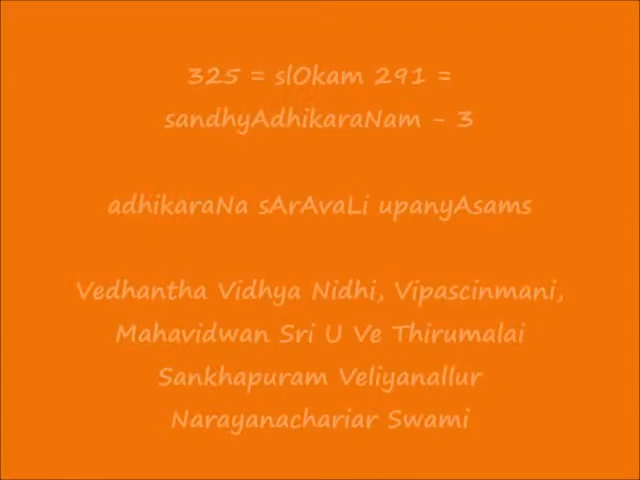 325 = slOkam 291 =
sandhyAdhikaraNam - 3
adhikaraNa sArAvaLi upanyAsams
Vedhantha Vidhya Nidhi, Vipascinmani,
Mahavidwan Sri U Ve Thirumalai
Sankhapuram Veliyanallur
Narayanachariar Swami